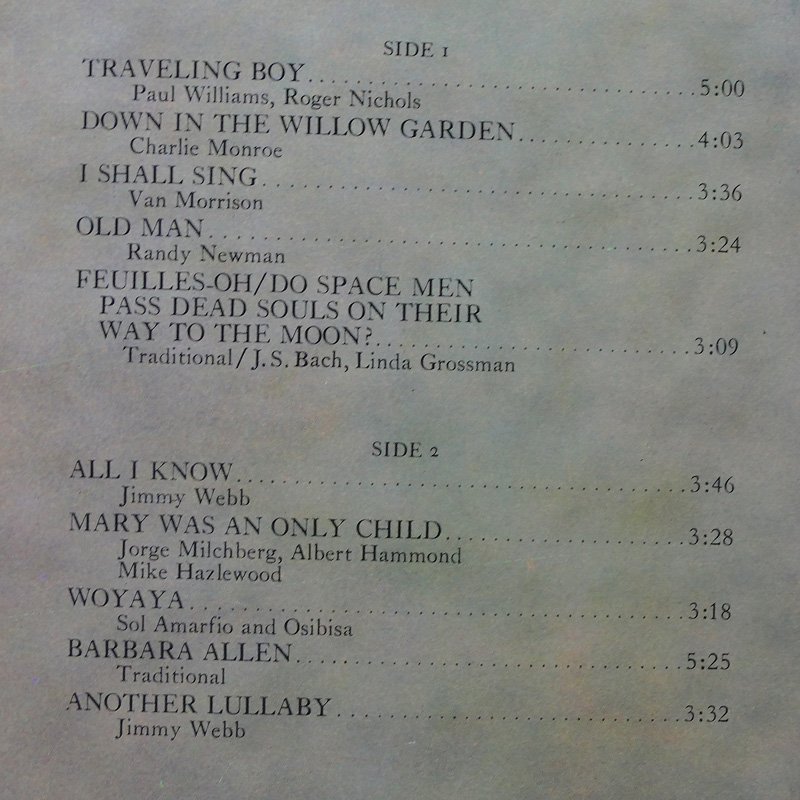 SIDE 1
TRAVELING BOY....................................5:00
Paul Williams, Roger Nichols
DOWN IN THE WILLOW GARDEN................4:03
Charlie Monroe
I SHALL SING........................................3:36
Van Morrison
OLD MAN............................................3:24
Randy Newman
FEUILLES-OH/DO SPACE MEN
PASS DEAD SOULS ON THEIR
WAY TO THE MOON?.............................3:09
Traditional/J.S. Bach, Linda Grossman
SIDE 2
ALL I KNOW.........................................3:46
Jimmy Webb
MARY WAS AN ONLY CHILD......................3:28
Jorge Milchberg, Albert Hammond
Mike Hazlewood
WOYAYA.............................................3:18
Sol Amarfio and Osibisa
BARBARA ALLEN...................................5:25
Traditional
ANOTHER LULLABY...............................3:32
Jimmy Webb